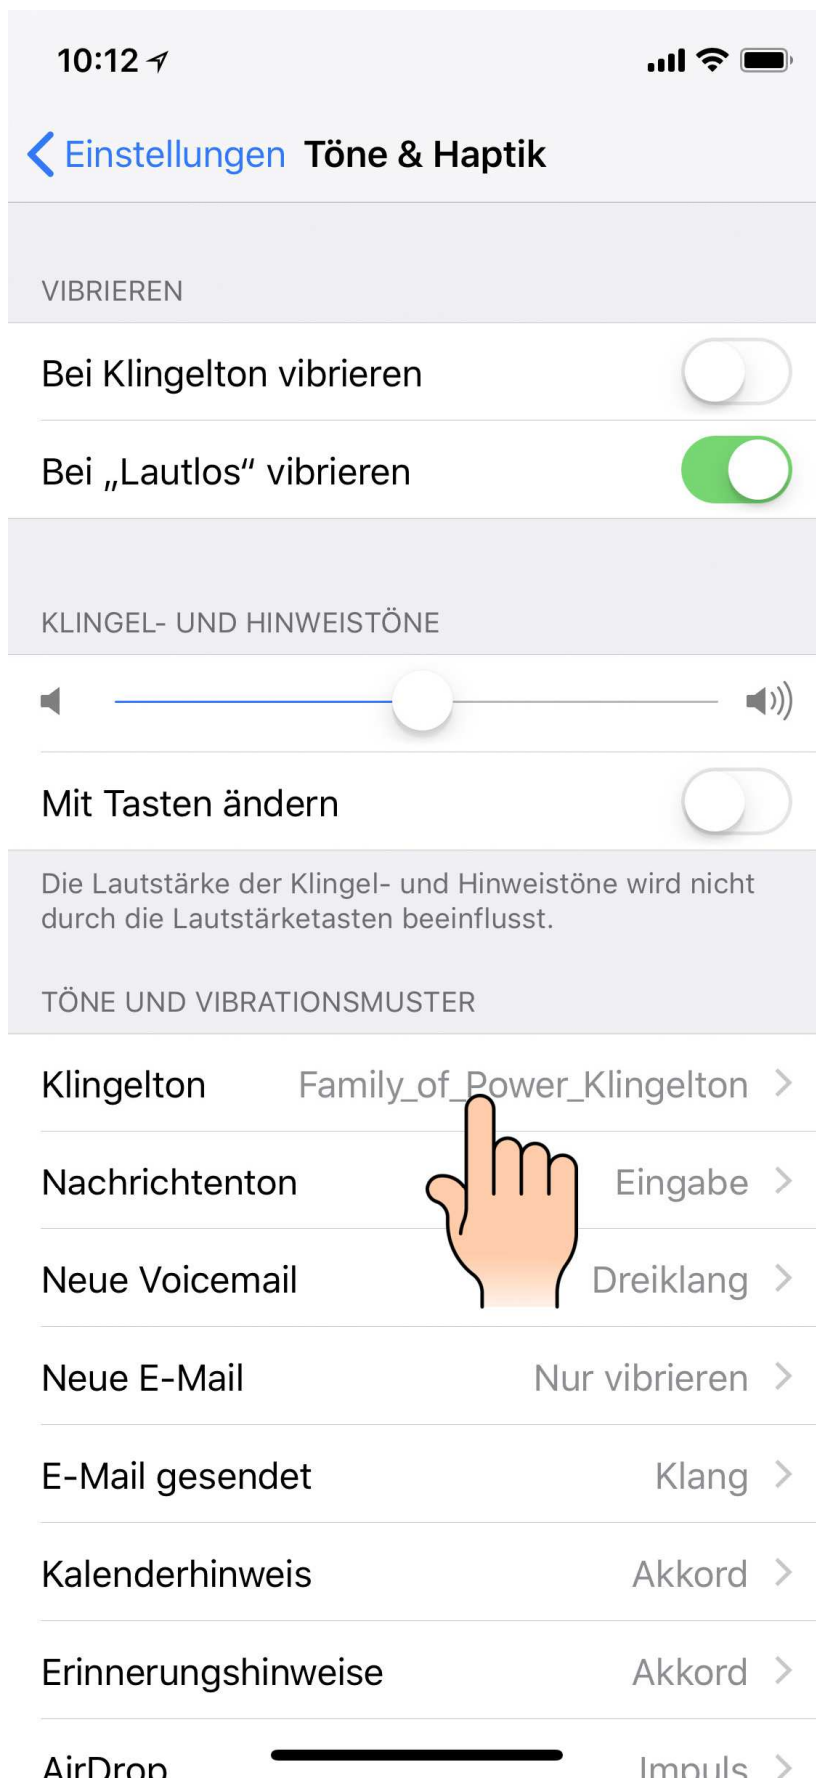 10:12
Einstellungen Töne & Haptik
VIBRIEREN
Bei Klingelton vibrieren
Bei „Lautlos“ vibrieren
KLINGEL- UND HINWEISTÖNE
Mit Tasten ändern
Die Lautstärke der Klingel- und Hinweistöne wird nicht
durch die Lautstärketasten beeinflusst.
TÖNE UND VIBRATIONSMUSTER
Klingelton Family_of_Power_Klingelton
Nachrichtenton Eingabe
Neue Voicemail Dreiklang
Neue E-Mail Nur vibrieren
E-Mail gesendet Klang
Kalenderhinweis Akkord
Erinnerungshinweise Akkord
AirDrop Impuls